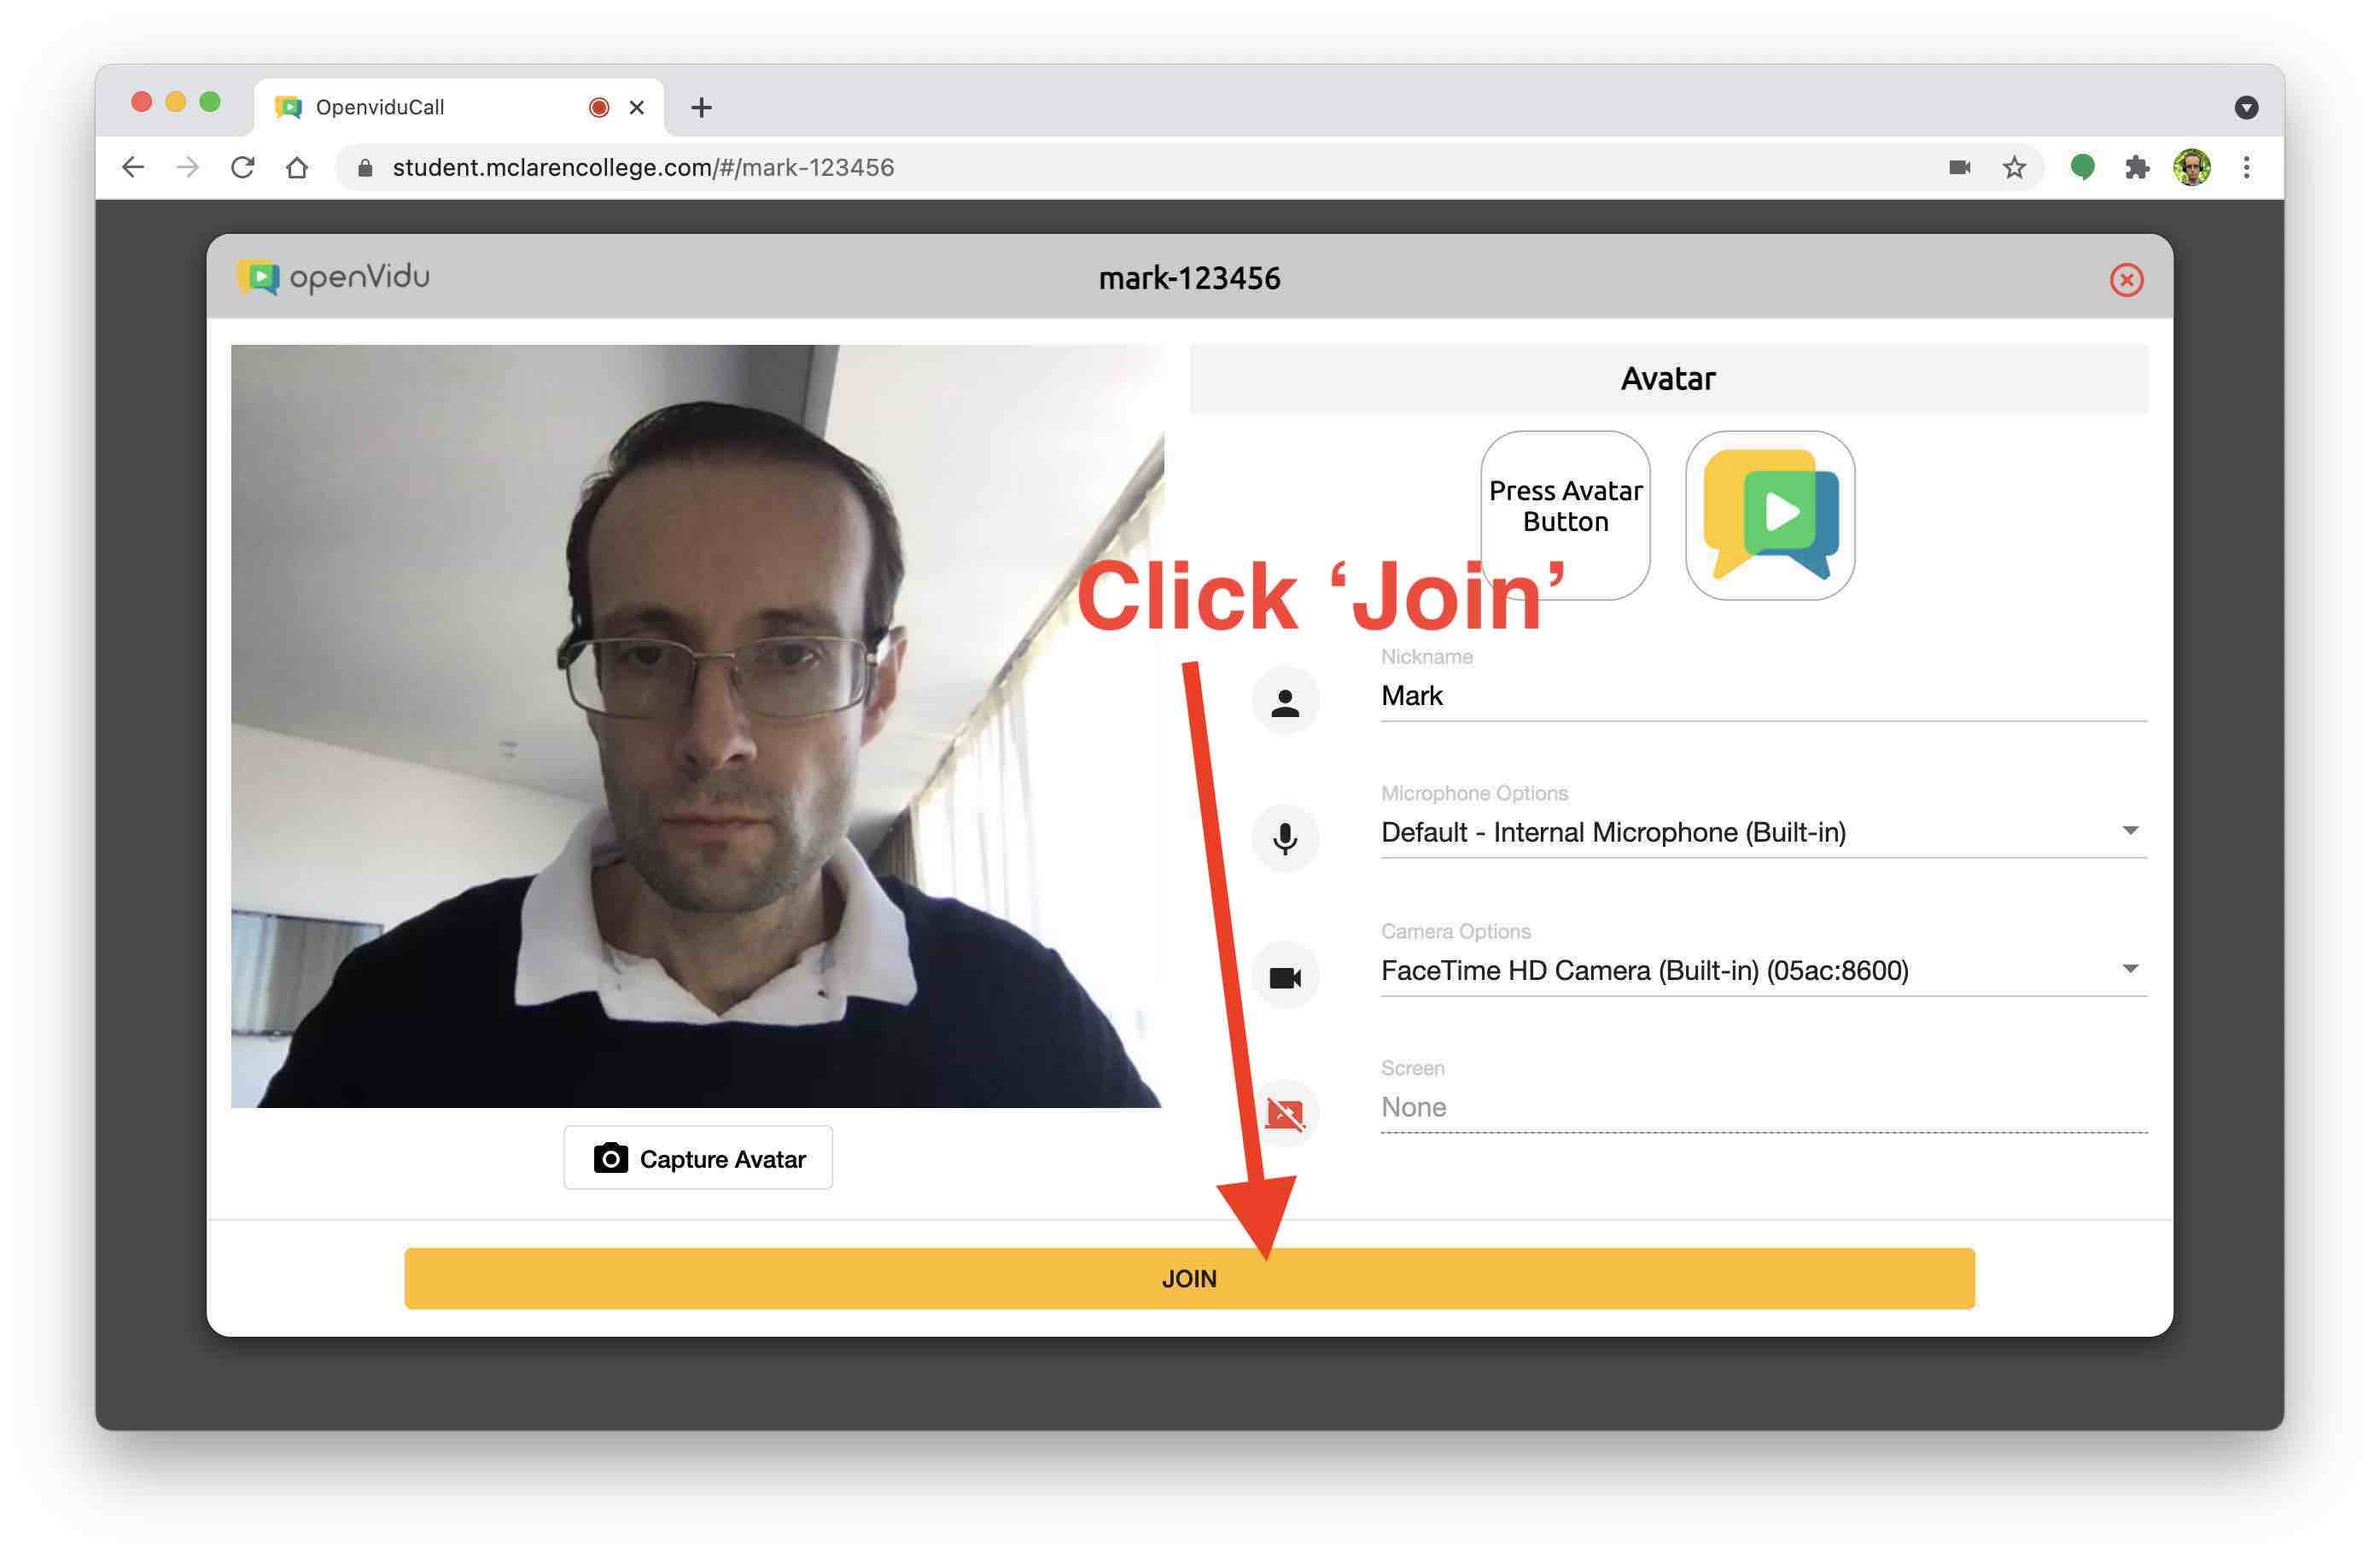 OpenviduCall
student.mclarencollege.com/#/mark-123456
openVidu
mark-123456
Avatar
Press Avatar
Button
Click ‘Join’
Nickname
Mark
Microphone Options
Default - Internal Microphone (Built-in)
Camera Options
FaceTime HD Camera (Built-in) (05ac:8600)
Screen
None
Capture Avatar
JOIN